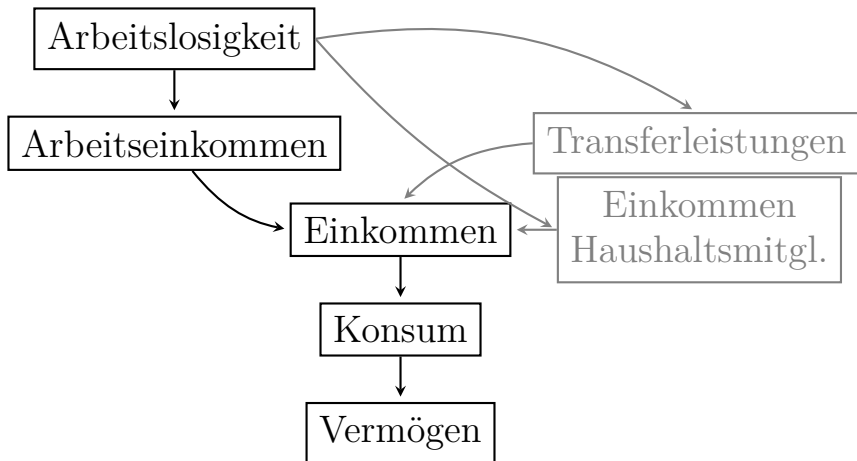 Arbeitslosigkeit
Arbeitseinkommen
Transferleistungen
Einkommen
Haushaltsmitgl.
Einkommen
Konsum
Vermögen